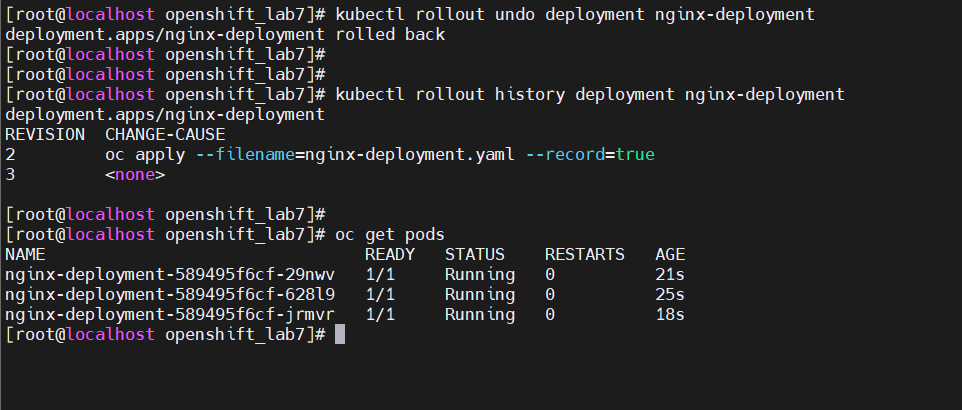 [root@localhost openshift_lab7]# kubectl rollout undo deployment nginx-deployment
deployment.apps/nginx-deployment rolled back
[root@localhost openshift_lab7]#
[root@localhost openshift_lab7]#
[root@localhost openshift_lab7]# kubectl rollout history deployment nginx-deployment
deployment.apps/nginx-deployment
REVISION  CHANGE-CAUSE
2         oc apply --filename=nginx-deployment.yaml --record=true
3         <none>
[root@localhost openshift_lab7]#
[root@localhost openshift_lab7]# oc get pods
NAME                                READY   STATUS    RESTARTS   AGE
nginx-deployment-589495f6cf-29nwv   1/1     Running   0          21s
nginx-deployment-589495f6cf-628l9   1/1     Running   0          25s
nginx-deployment-589495f6cf-jrmvr   1/1     Running   0          18s
[root@localhost openshift_lab7]#